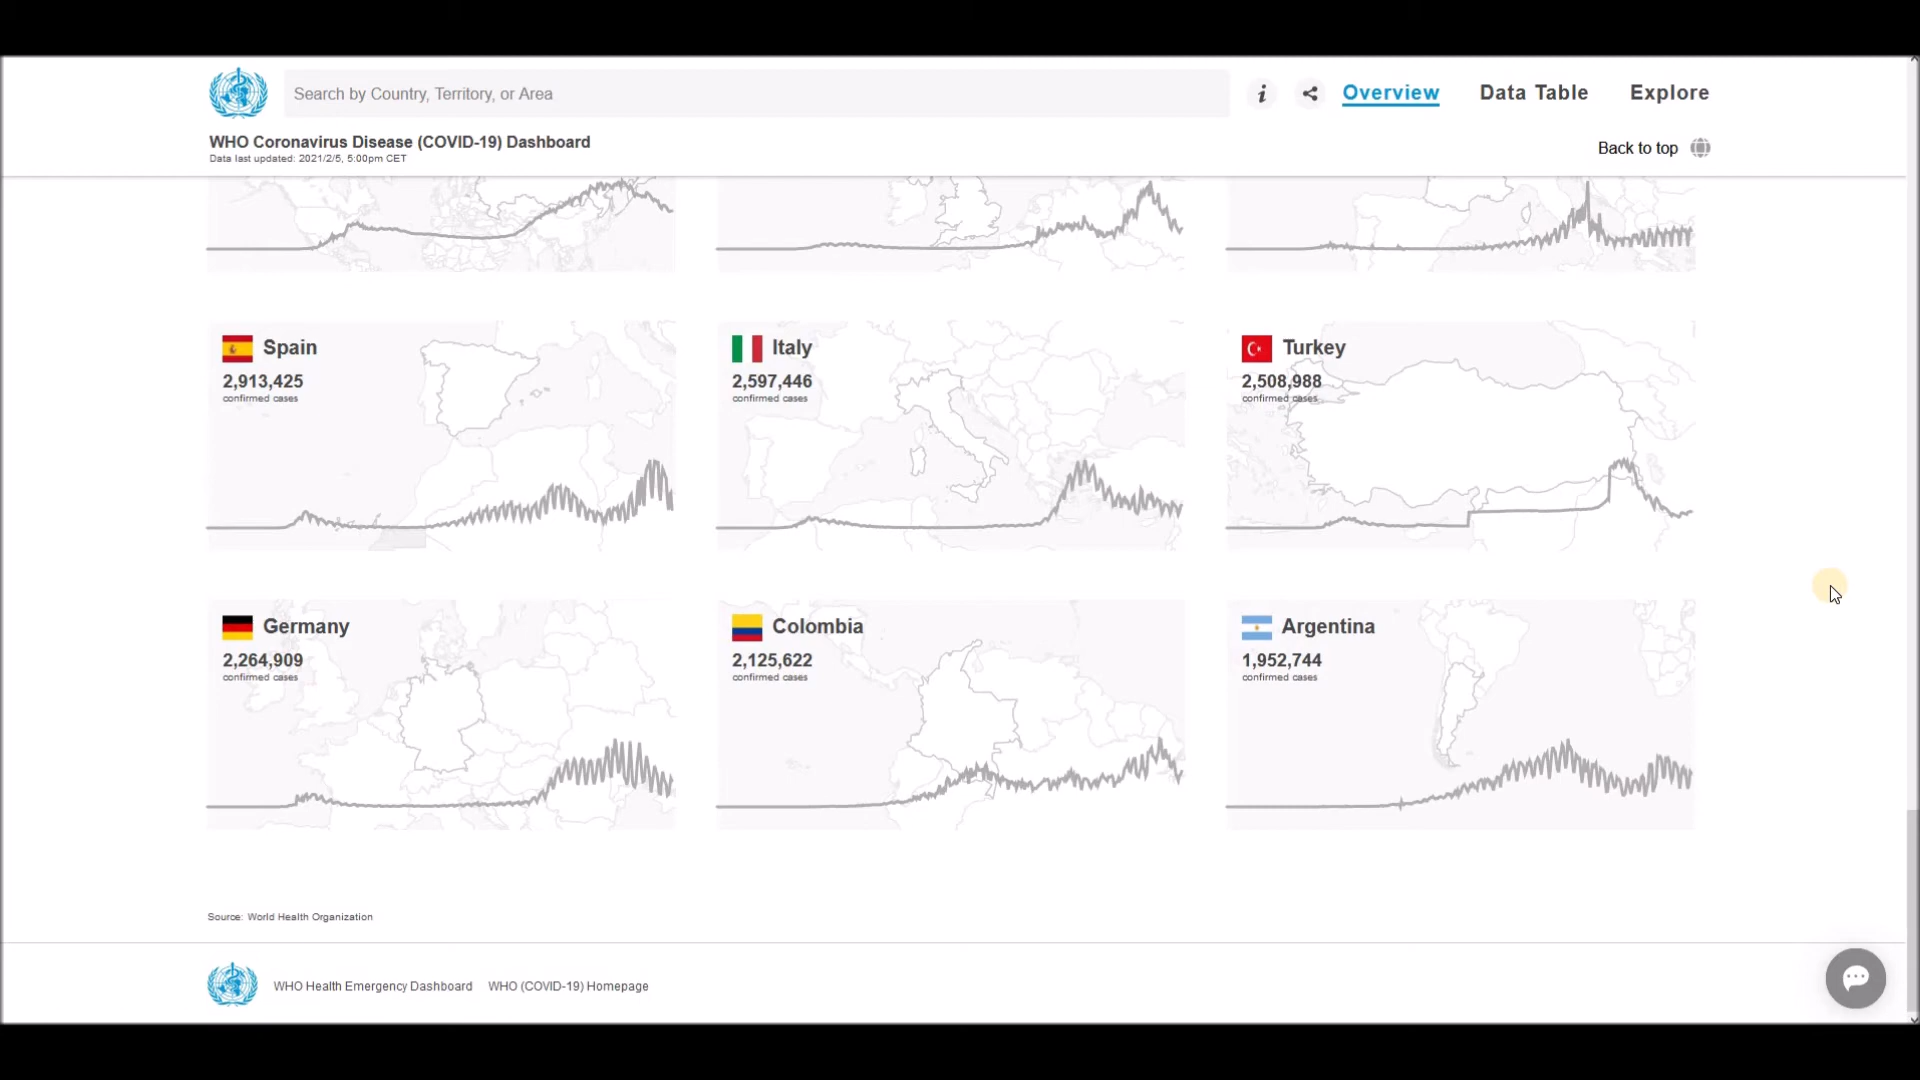 Search by Country, Territory, or Area
i
Overview
Data Table
Explore
WHO Coronavirus Disease (COVID-19) Dashboard
Data last updated: 2021/2/5, 5:00pm CET
Back to top
Spain
2,913,425
confirmed cases
Italy
2,597,446
confirmed cases
Turkey
2,508,988
confirmed cases
Germany
2,264,909
confirmed cases
Colombia
2,125,622
confirmed cases
Argentina
1,952,744
confirmed cases
Source: World Health Organization
WHO Health Emergency Dashboard
WHO (COVID-19) Homepage